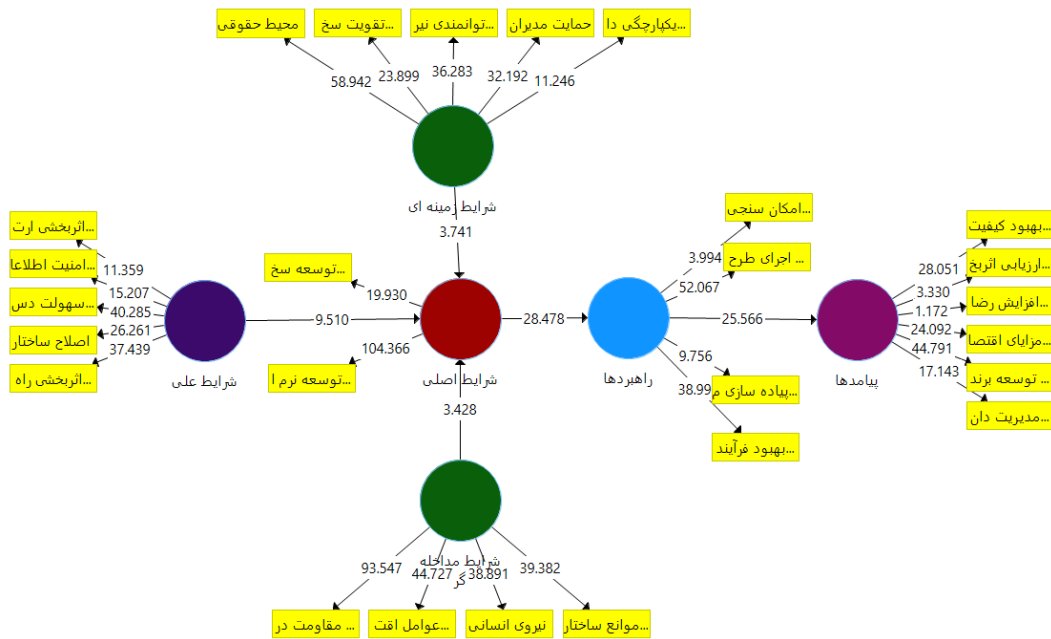 محیط حقوقی
تقویت سخ...
توانمندی نیر...
حمایت مدیران
یکپارچگی دا...
58.942
23.899
36.283
32.192
11.246
شرایط زمینه ای
3.741
اثربخشی ارت...
امنیت اطلاعا...
سهولت دس...
اصلاح ساختار
اثربخشی راه...
11.359
15.207
40.285
26.261
37.439
شرایط علی
9.510
توسعه سخ...
19.930
104.366
توسعه نرم ا...
شرایط اصلی
28.478
امکان سنجی...
اجرای طرح ...
پیاده سازی م...
بهبود فرآیند...
3.994
52.067
9.756
38.99
راهبردها
25.566
بهبود کیفیت...
ارزیابی اثربخ...
افزایش رضا...
مزایای اقتصا...
توسعه برند ...
مدیریت دان...
28.051
3.330
1.172
24.092
44.791
17.143
پیامدها
3.428
شرایط مداخله
گر
93.547
44.727
38.891
39.382
مقاومت در ...
عوامل اقت...
نیروی انسانی
موانع ساختار...